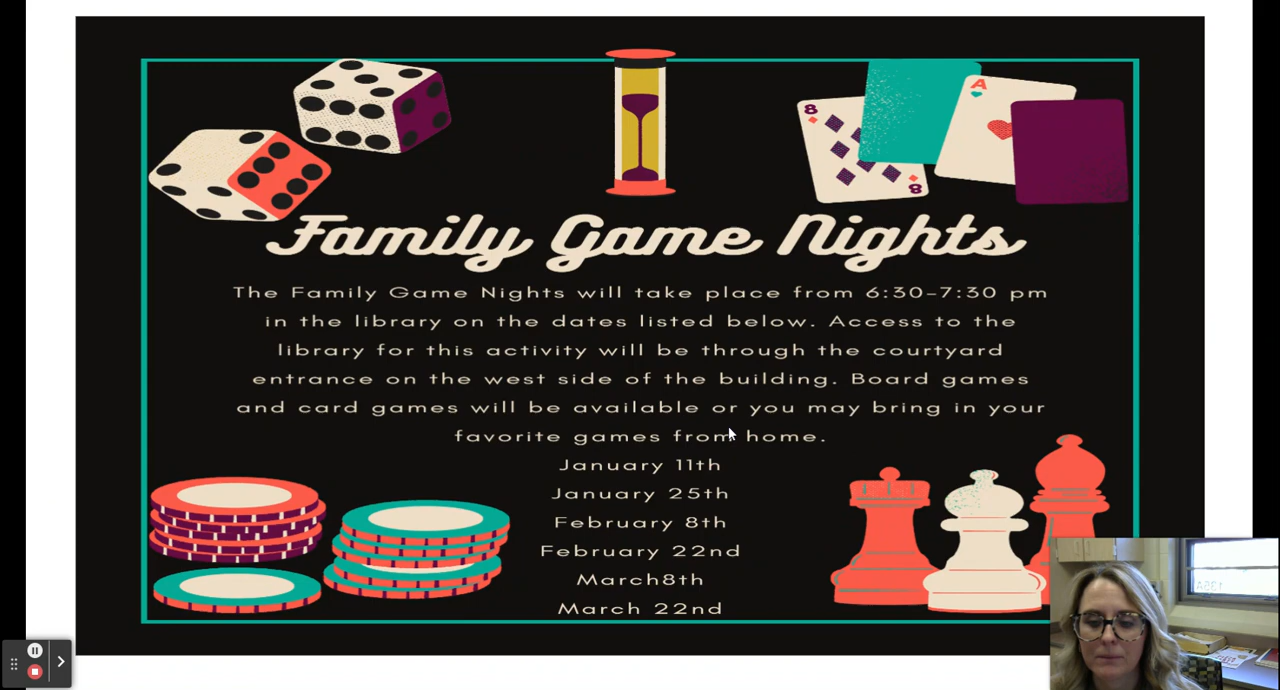 8
A
8
Family Game Nights
The Family Game Nights will take place from 6:30-7:30 pm
in the library on the dates listed below. Access to the
library for this activity will be through the courtyard
entrance on the west side of the building. Board games
and card games will be available or you may bring in your
favorite games from home.
January 11th
January 25th
February 8th
February 22nd
March8th
March 22nd